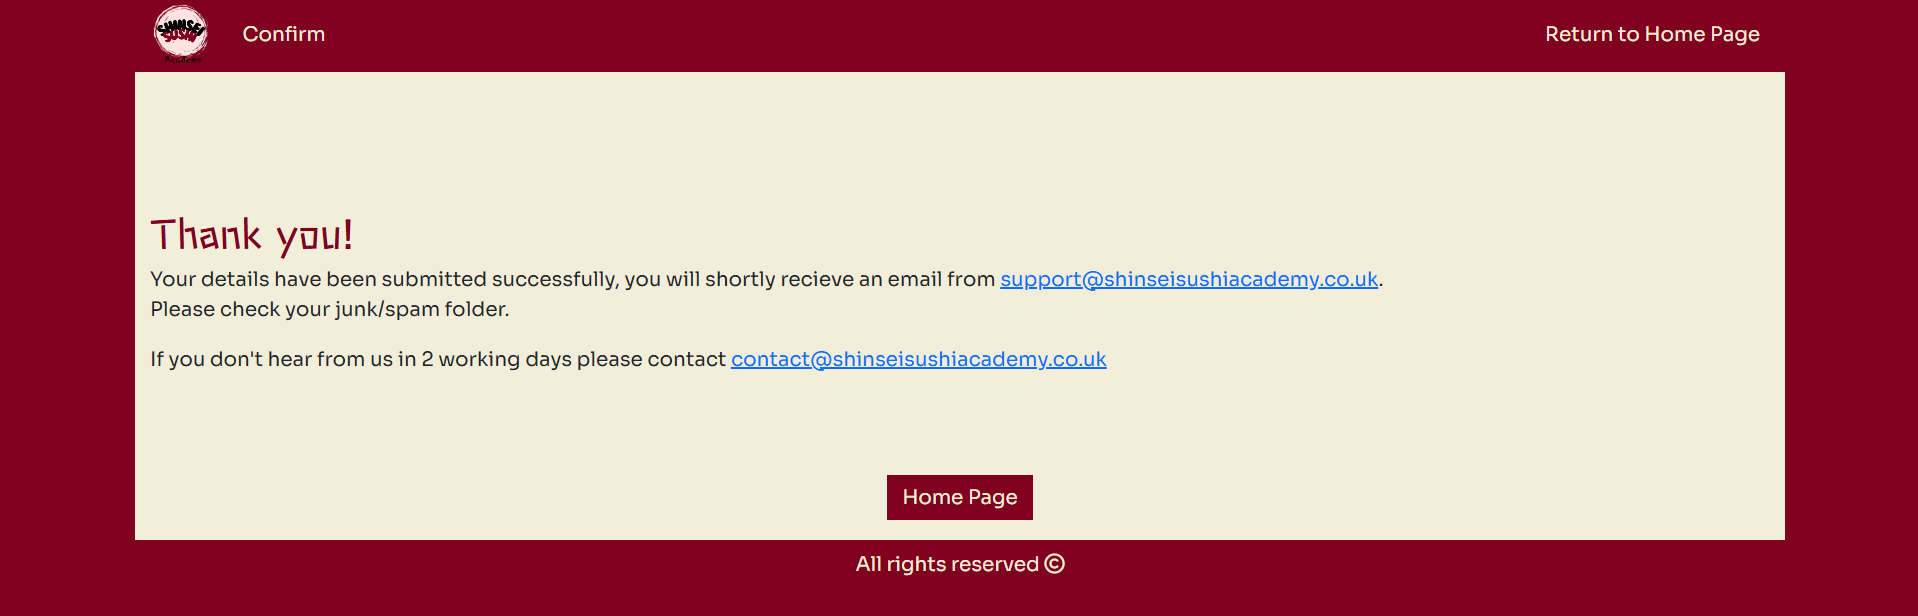 SHINSEI
SUSHI
Academy
Confirm
Return to Home Page
Thank you!
Your details have been submitted successfully, you will shortly recieve an email from support@shinseisushiacademy.co.uk.
Please check your junk/spam folder.
If you don't hear from us in 2 working days please contact contact@shinseisushiacademy.co.uk
Home Page
All rights reserved ©